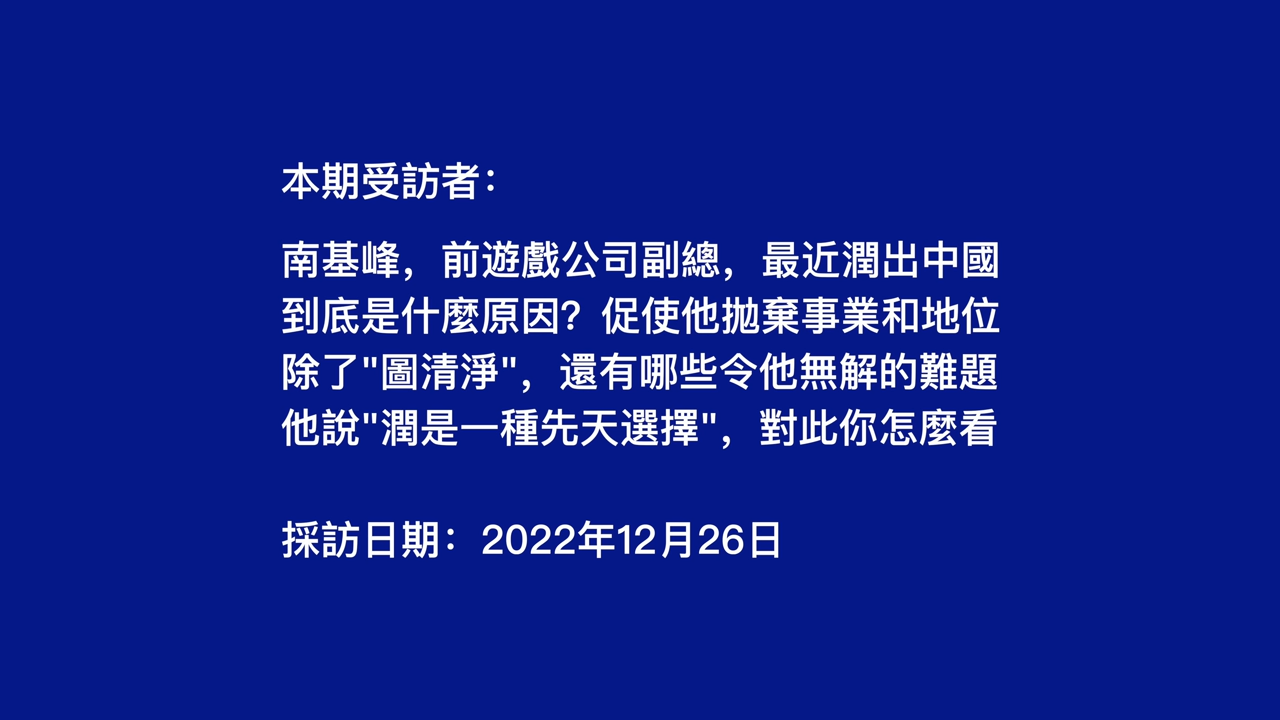 本期受訪者：
南基峰，前遊戲公司副總，最近潤出中國
到底是什麼原因？促使他拋棄事業和地位
除了"圖清淨"，還有哪些令他無解的難題
他說"潤是一種先天選擇"，對此你怎麼看
採訪日期：2022年12月26日